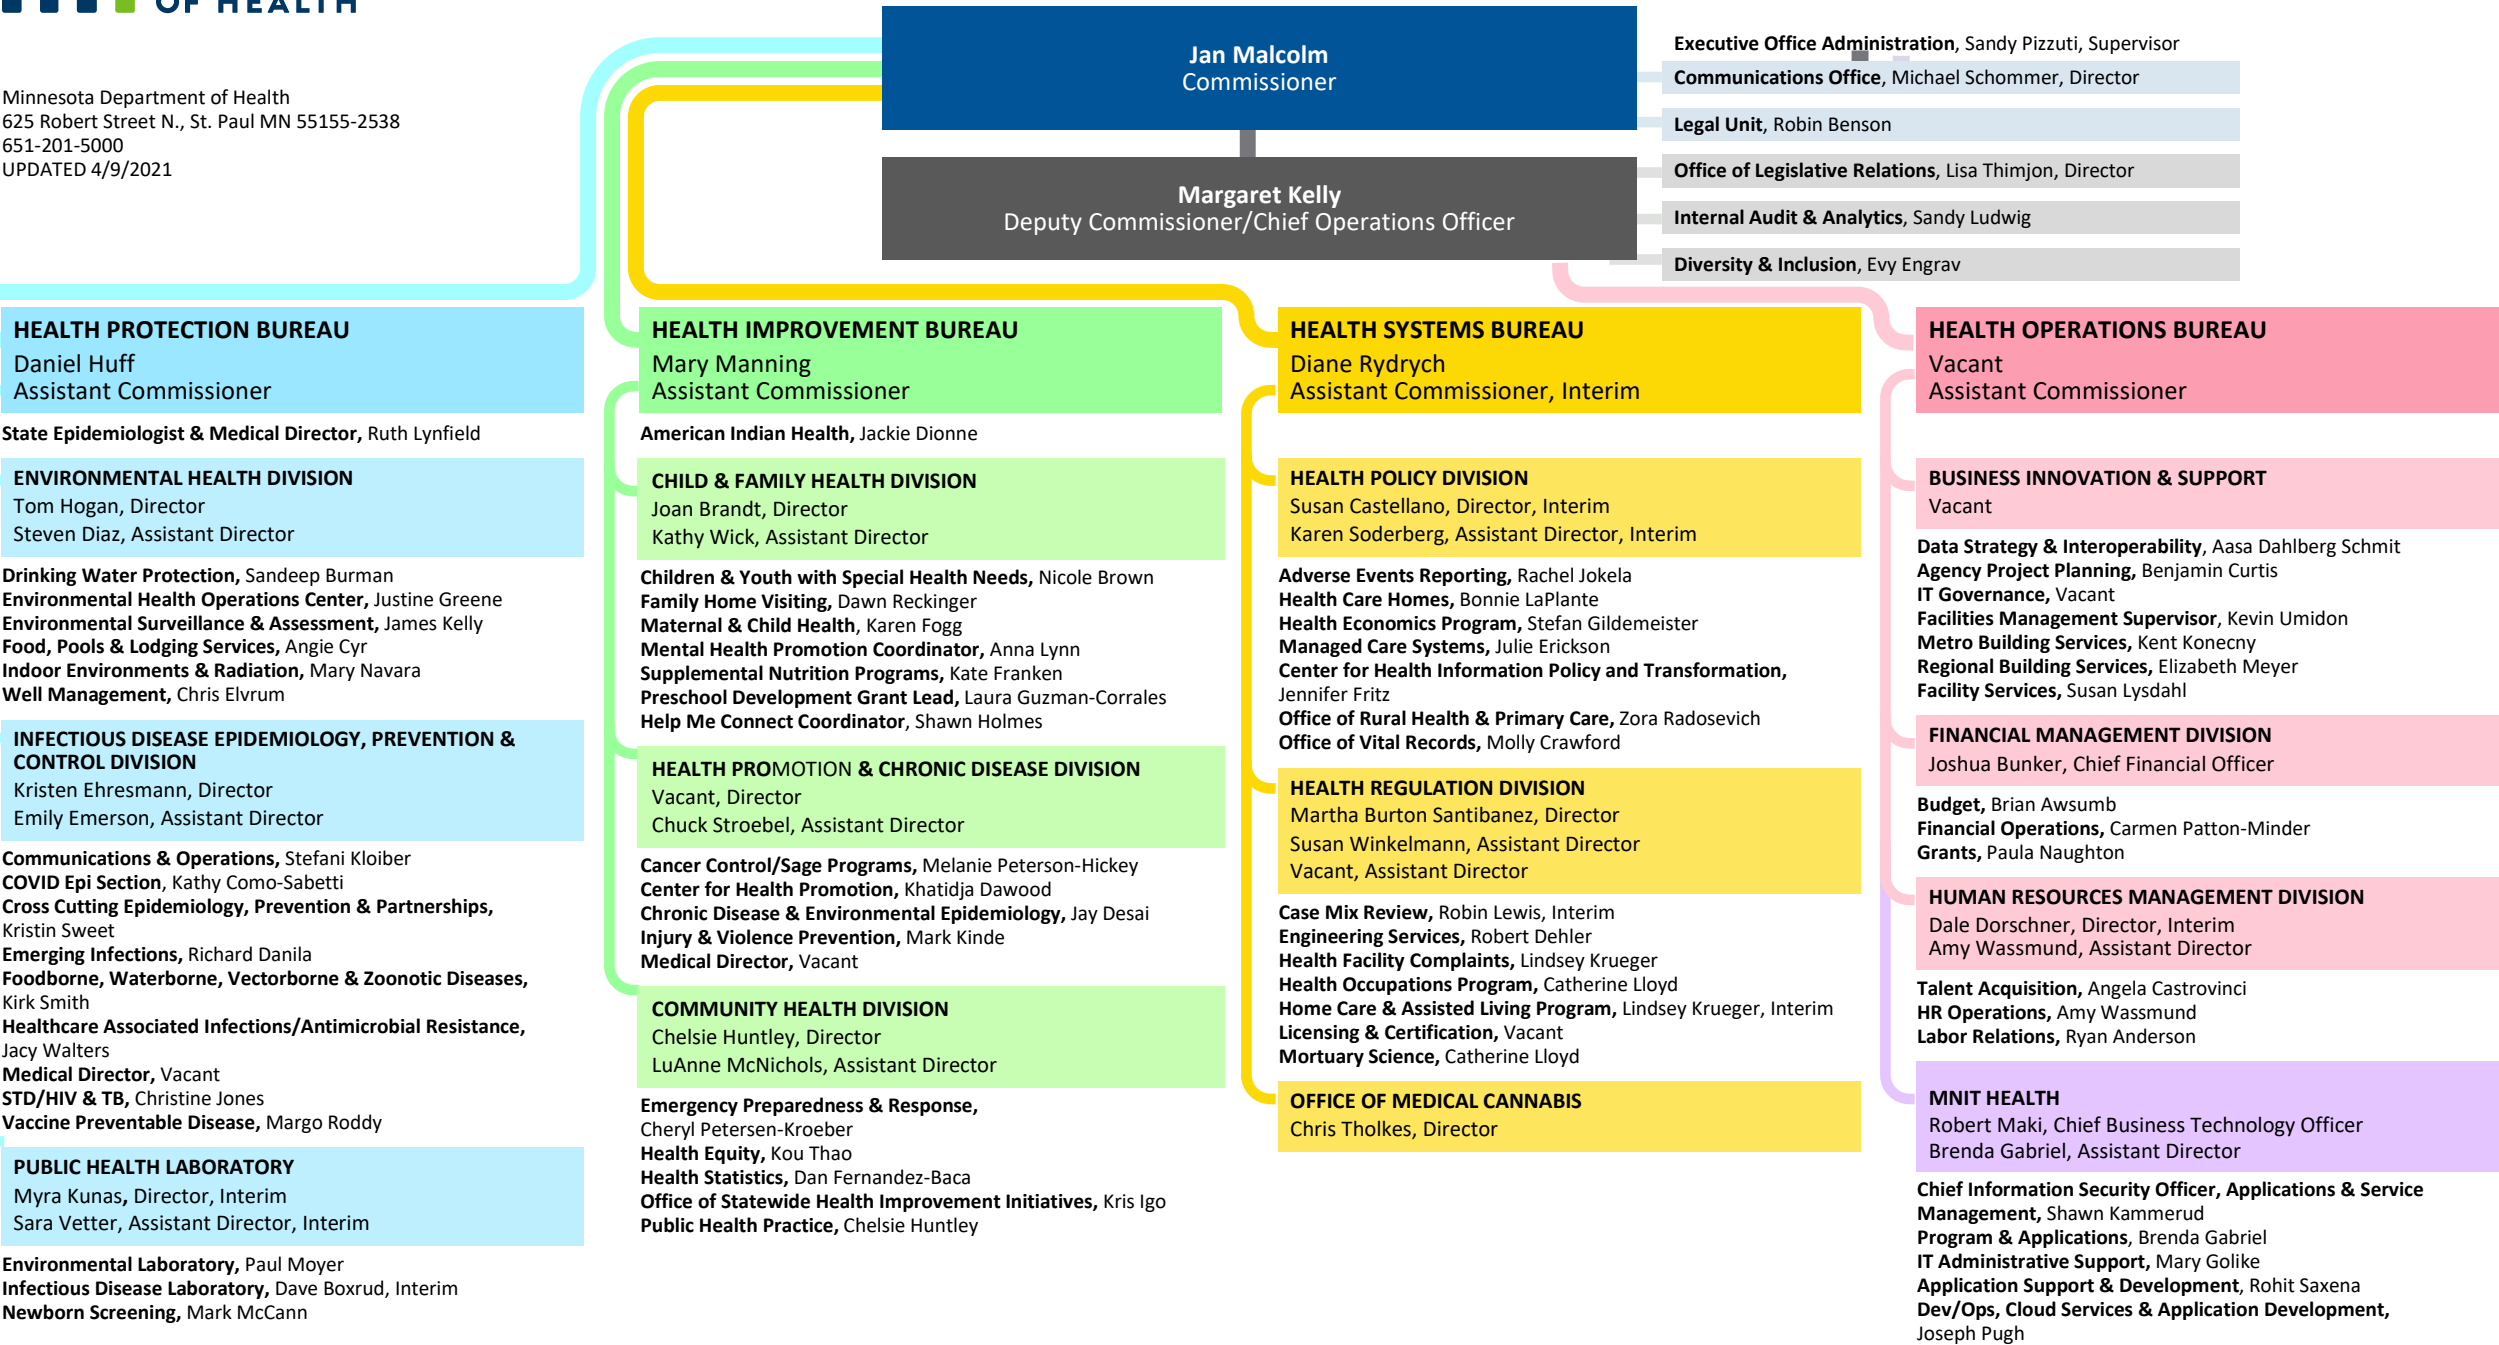 OF HEALTH
Minnesota Department of Health
625 Robert Street N., St. Paul MN 55155-2538
651-201-5000
UPDATED 4/9/2021
Jan Malcolm
Commissioner
Margaret Kelly
Deputy Commissioner/Chief Operations Officer
Executive Office Administration, Sandy Pizzuti, Supervisor
Communications Office, Michael Schommer, Director
Legal Unit, Robin Benson
Office of Legislative Relations, Lisa Thimjon, Director
Internal Audit & Analytics, Sandy Ludwig
Diversity & Inclusion, Evy Engrav
HEALTH PROTECTION BUREAU
Daniel Huff
Assistant Commissioner
State Epidemiologist & Medical Director, Ruth Lynfield
ENVIRONMENTAL HEALTH DIVISION
Tom Hogan, Director
Steven Diaz, Assistant Director
Drinking Water Protection, Sandeep Burman
Environmental Health Operations Center, Justine Greene
Environmental Surveillance & Assessment, James Kelly
Food, Pools & Lodging Services, Angie Cyr
Indoor Environments & Radiation, Mary Navara
Well Management, Chris Elvrum
INFECTIOUS DISEASE EPIDEMIOLOGY, PREVENTION &
CONTROL DIVISION
Kristen Ehresmann, Director
Emily Emerson, Assistant Director
Communications & Operations, Stefani Kloiber
COVID Epi Section, Kathy Como-Sabetti
Cross Cutting Epidemiology, Prevention & Partnerships,
Kristin Sweet
Emerging Infections, Richard Danila
Foodborne, Waterborne, Vectorborne & Zoonotic Diseases,
Kirk Smith
Healthcare Associated Infections/Antimicrobial Resistance,
Jacy Walters
Medical Director, Vacant
STD/HIV & TB, Christine Jones
Vaccine Preventable Disease, Margo Roddy
PUBLIC HEALTH LABORATORY
Myra Kunas, Director, Interim
Sara Vetter, Assistant Director, Interim
Environmental Laboratory, Paul Moyer
Infectious Disease Laboratory, Dave Boxrud, Interim
Newborn Screening, Mark McCann
HEALTH IMPROVEMENT BUREAU
Mary Manning
Assistant Commissioner
American Indian Health, Jackie Dionne
CHILD & FAMILY HEALTH DIVISION
Joan Brandt, Director
Kathy Wick, Assistant Director
Children & Youth with Special Health Needs, Nicole Brown
Family Home Visiting, Dawn Reckinger
Maternal & Child Health, Karen Fogg
Mental Health Promotion Coordinator, Anna Lynn
Supplemental Nutrition Programs, Kate Franken
Preschool Development Grant Lead, Laura Guzman-Corrales
Help Me Connect Coordinator, Shawn Holmes
HEALTH PROMOTION & CHRONIC DISEASE DIVISION
Vacant, Director
Chuck Stroebel, Assistant Director
Cancer Control/Sage Programs, Melanie Peterson-Hickey
Center for Health Promotion, Khatidja Dawood
Chronic Disease & Environmental Epidemiology, Jay Desai
Injury & Violence Prevention, Mark Kinde
Medical Director, Vacant
COMMUNITY HEALTH DIVISION
Chelsie Huntley, Director
LuAnne McNichols, Assistant Director
Emergency Preparedness & Response,
Cheryl Petersen-Kroeber
Health Equity, Kou Thao
Health Statistics, Dan Fernandez-Baca
Office of Statewide Health Improvement Initiatives, Kris Igo
Public Health Practice, Chelsie Huntley
HEALTH SYSTEMS BUREAU
Diane Rydrych
Assistant Commissioner, Interim
HEALTH POLICY DIVISION
Susan Castellano, Director, Interim
Karen Soderberg, Assistant Director, Interim
Adverse Events Reporting, Rachel Jokela
Health Care Homes, Bonnie LaPlante
Health Economics Program, Stefan Gildemeister
Managed Care Systems, Julie Erickson
Center for Health Information Policy and Transformation,
Jennifer Fritz
Office of Rural Health & Primary Care, Zora Radosevich
Office of Vital Records, Molly Crawford
HEALTH REGULATION DIVISION
Martha Burton Santibanez, Director
Susan Winkelmann, Assistant Director
Vacant, Assistant Director
Case Mix Review, Robin Lewis, Interim
Engineering Services, Robert Dehler
Health Facility Complaints, Lindsey Krueger
Health Occupations Program, Catherine Lloyd
Home Care & Assisted Living Program, Lindsey Krueger, Interim
Licensing & Certification, Vacant
Mortuary Science, Catherine Lloyd
OFFICE OF MEDICAL CANNABIS
Chris Tholkes, Director
HEALTH OPERATIONS BUREAU
Vacant
Assistant Commissioner
BUSINESS INNOVATION & SUPPORT
Vacant
Data Strategy & Interoperability, Aasa Dahlberg Schmit
Agency Project Planning, Benjamin Curtis
IT Governance, Vacant
Facilities Management Supervisor, Kevin Umidon
Metro Building Services, Kent Konecny
Regional Building Services, Elizabeth Meyer
Facility Services, Susan Lysdahl
FINANCIAL MANAGEMENT DIVISION
Joshua Bunker, Chief Financial Officer
Budget, Brian Awsumb
Financial Operations, Carmen Patton-Minder
Grants, Paula Naughton
HUMAN RESOURCES MANAGEMENT DIVISION
Dale Dorschner, Director, Interim
Amy Wassmund, Assistant Director
Talent Acquisition, Angela Castrovinci
HR Operations, Amy Wassmund
Labor Relations, Ryan Anderson
MNIT HEALTH
Robert Maki, Chief Business Technology Officer
Brenda Gabriel, Assistant Director
Chief Information Security Officer, Applications & Service
Management, Shawn Kammerud
Program & Applications, Brenda Gabriel
IT Administrative Support, Mary Golike
Application Support & Development, Rohit Saxena
Dev/Ops, Cloud Services & Application Development,
Joseph Pugh